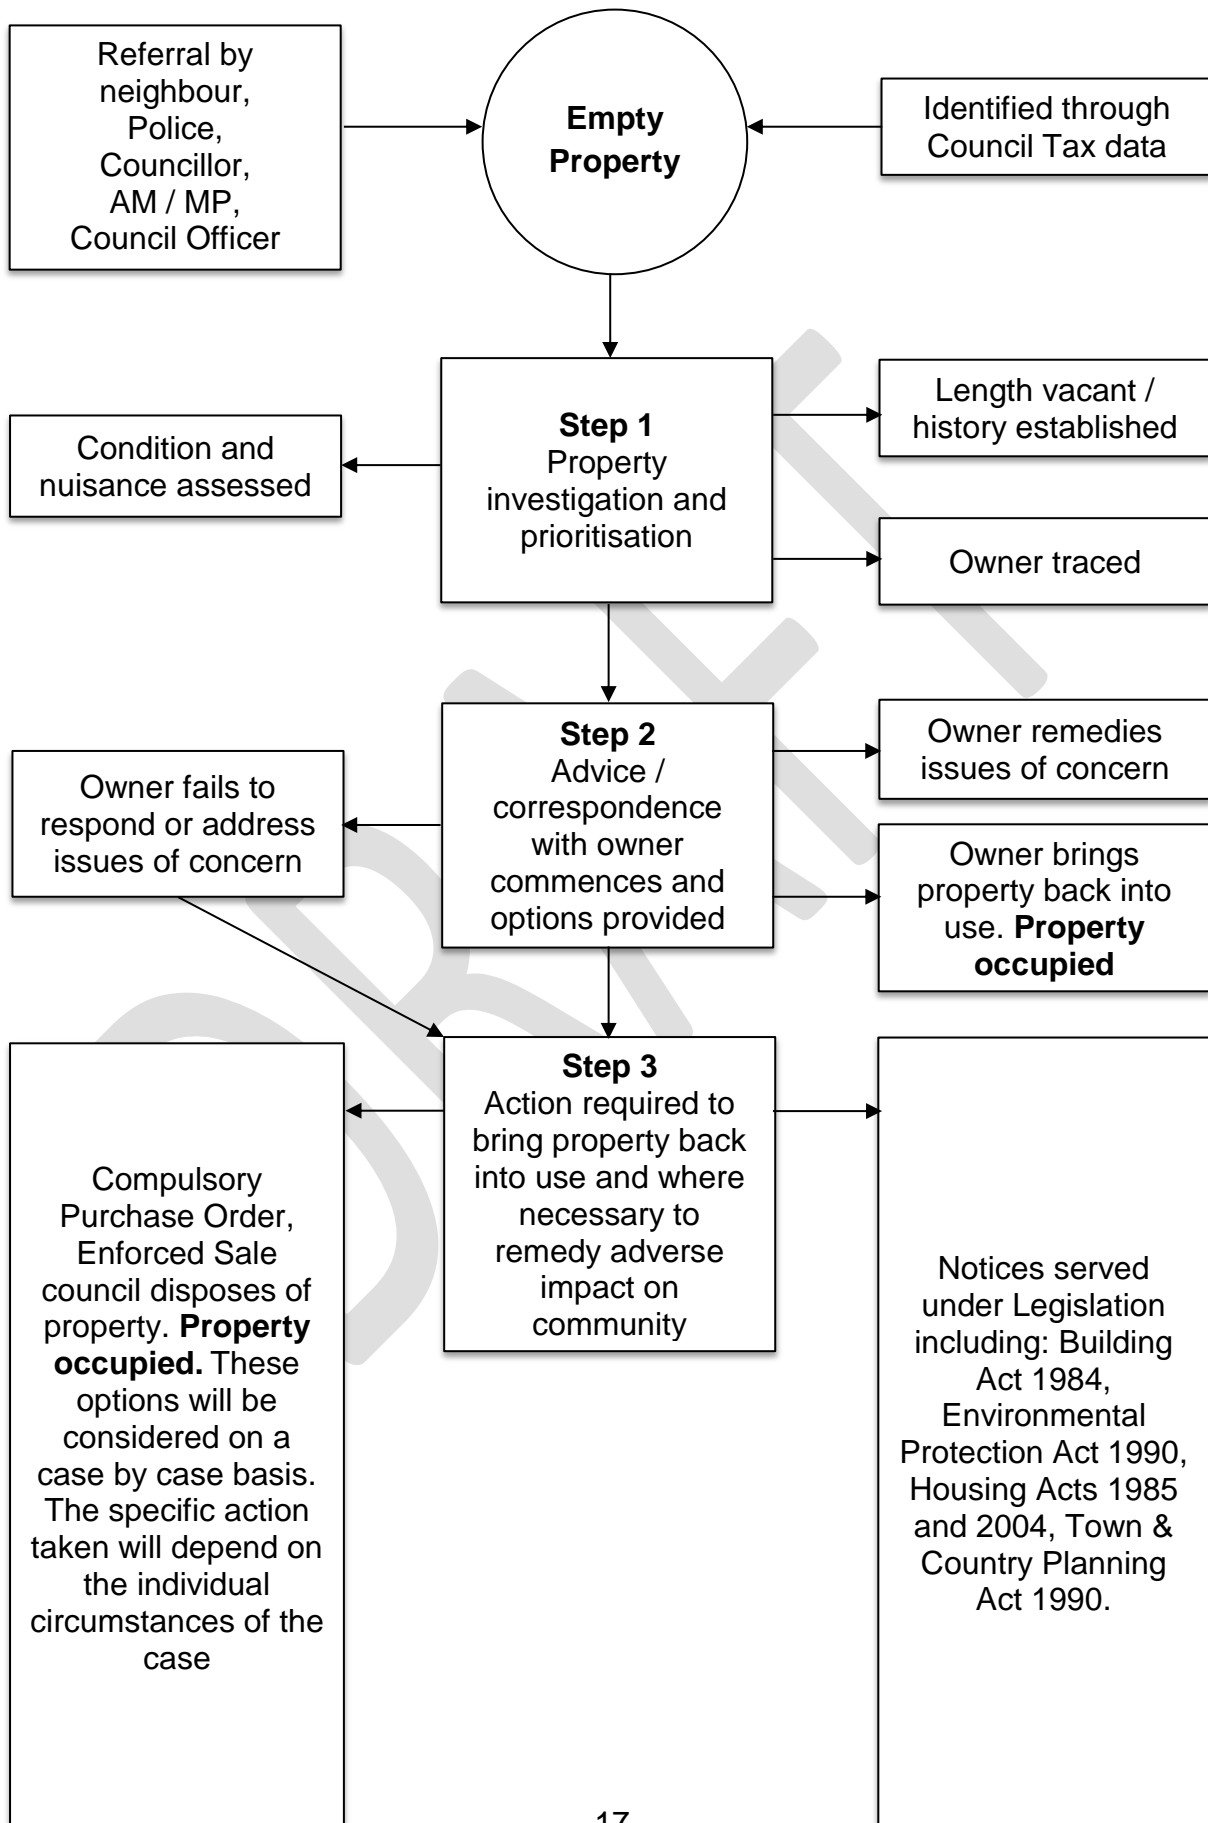 Referral by
neighbour,
Police,
Councillor,
AM / MP,
Council Officer
Empty
Property
Identified through
Council Tax data
Step 1
Property
investigation and
prioritisation
Condition and
nuisance assessed
Length vacant /
history established
Owner traced
Step 2
Advice /
correspondence
with owner
commences and
options provided
Owner fails to
respond or address
issues of concern
Owner remedies
issues of concern
Owner brings
property back into
use. Property
occupied
Step 3
Action required to
bring property back
into use and where
necessary to
remedy adverse
impact on
community
Compulsory
Purchase Order,
Enforced Sale
council disposes of
property. Property
occupied. These
options will be
considered on a
case by case basis.
The specific action
taken will depend on
the individual
circumstances of the
case
Notices served
under Legislation
including: Building
Act 1984,
Environmental
Protection Act 1990,
Housing Acts 1985
and 2004, Town &
Country Planning
Act 1990.
DRAFT
17